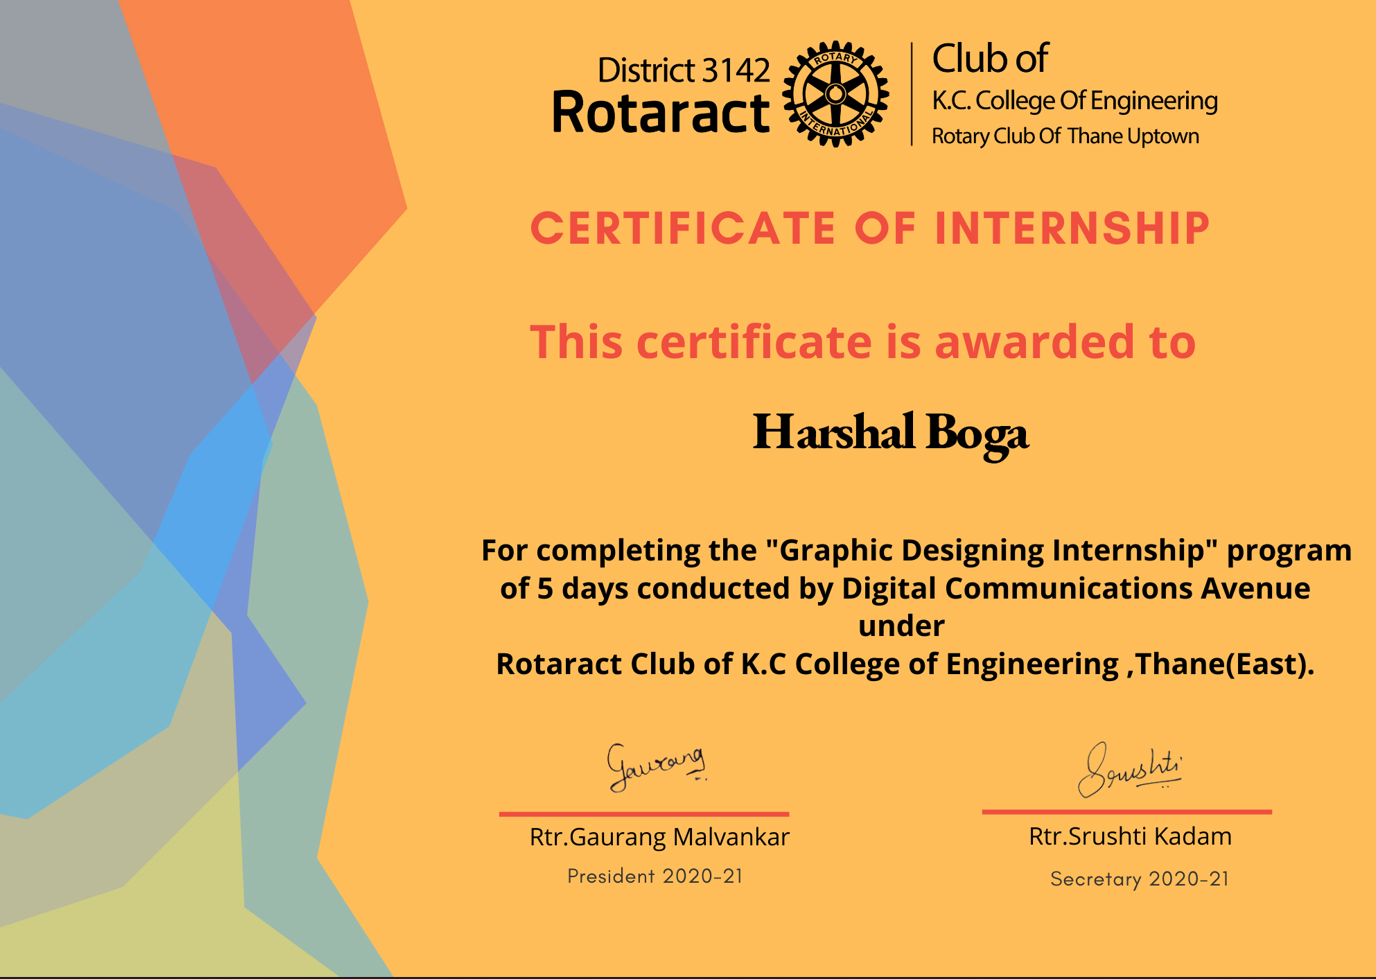 District 3142
Rotaract
ROTARY
INTERNATIONAL
Club of
K.C. College Of Engineering
Rotary Club Of Thane Uptown
CERTIFICATE OF INTERNSHIP
This certificate is awarded to
Harshal Boga
For completing the "Graphic Designing Internship" program
of 5 days conducted by Digital Communications Avenue
under
Rotaract Club of K.C College of Engineering ,Thane(East).
Gaurang
Srushti
Rtr.Gaurang Malvankar
Rtr.Srushti Kadam
President 2020-21
Secretary 2020-21